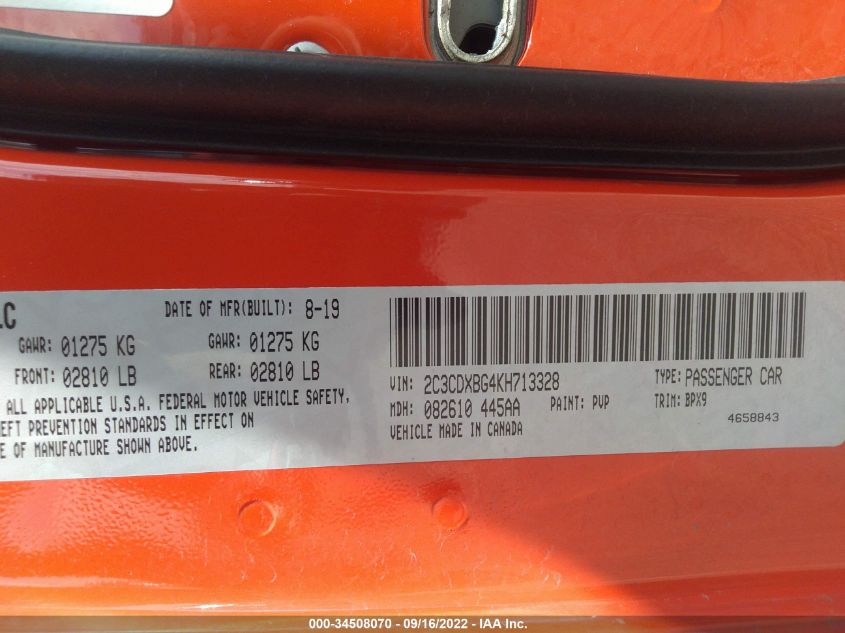 LC
DATE OF MFR(BUILT): 8-19
GAWR: 01275 KG GAWR: 01275 KG
FRONT: 02810 LB REAR: 02810 LB
ALL APPLICABLE U.S.A. FEDERAL MOTOR VEHICLE SAFETY,
EFT PREVENTION STANDARDS IN EFFECT ON
E OF MANUFACTURE SHOWN ABOVE.
VIN: 2C3CDXBG4KH713328 TYPE: PASSENGER CAR
MDH: 082610 445AA PAINT: PVP TRIM: BPX9
VEHICLE MADE IN CANADA 4658843
000-34508070 - 09/16/2022 - IAA Inc.